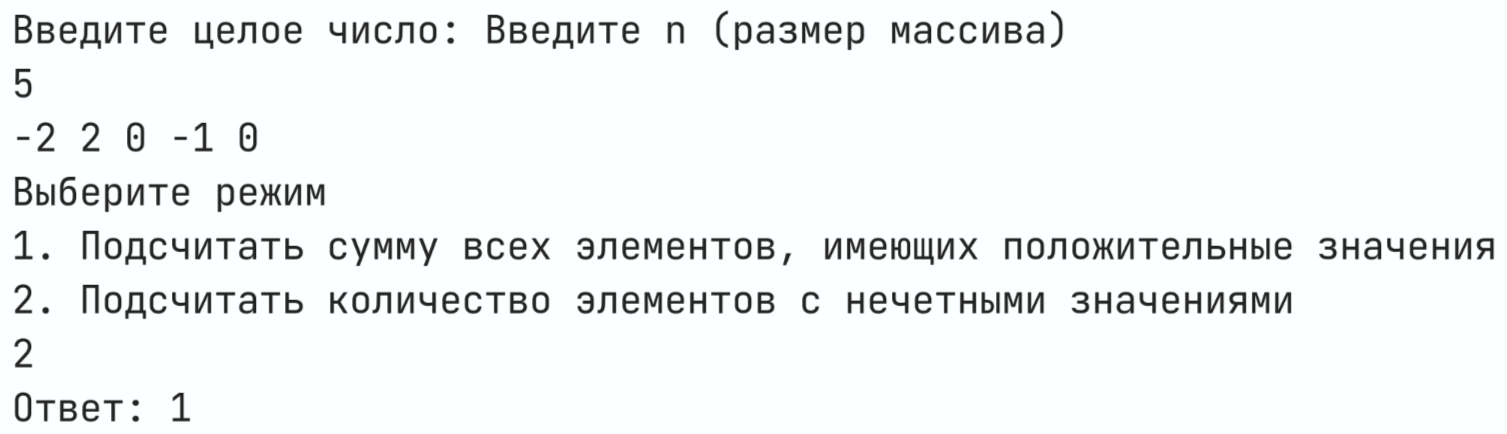 Введите целое число: Введите n (размер массива)
5
-2 2 0 -1 0
Выберите режим
1. Подсчитать сумму всех элементов, имеющих положительные значения
2. Подсчитать количество элементов с нечетными значениями
2
Ответ: 1